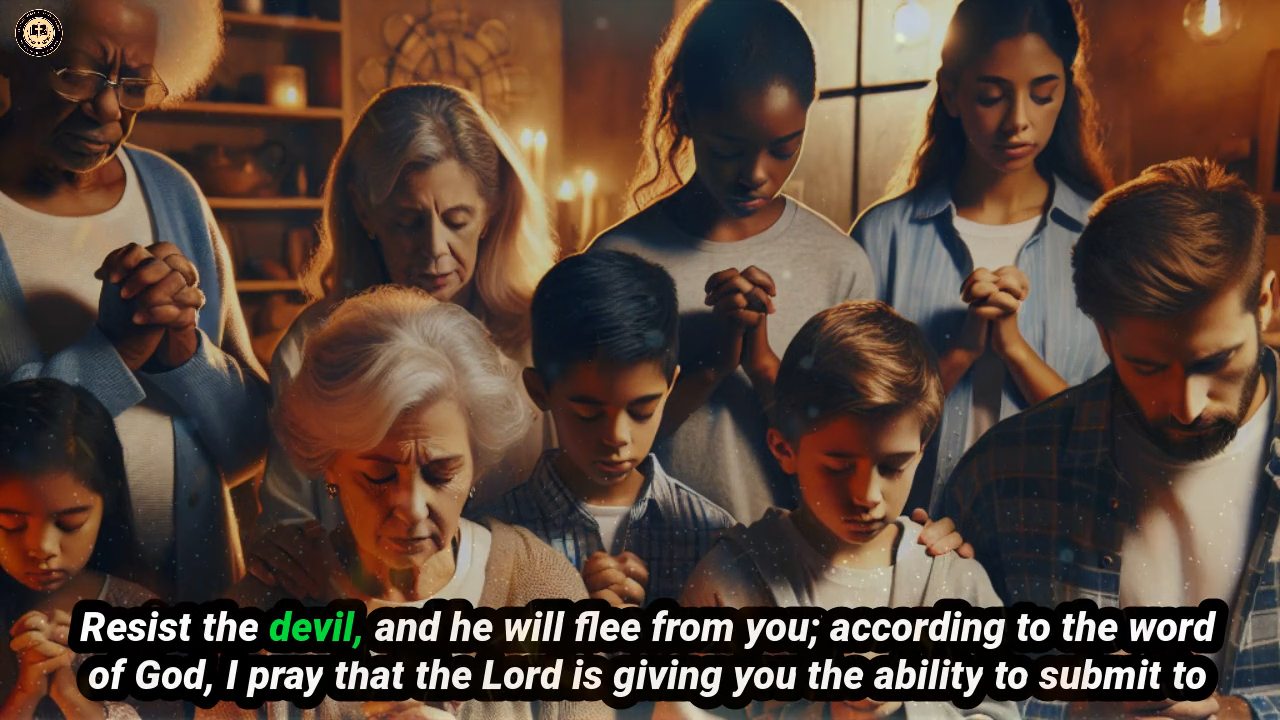 Resist the devil, and he will flee from you; according to the word
of God, I pray that the Lord is giving you the ability to submit to